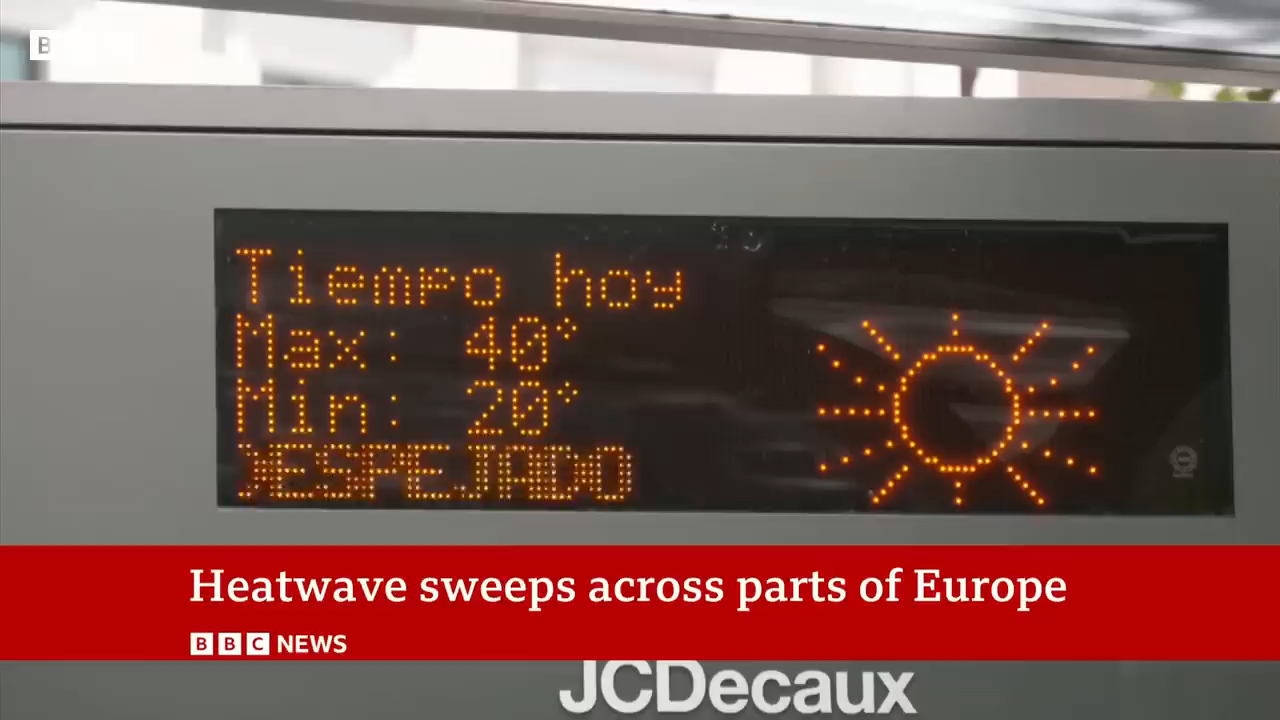 B
Tiempo hoy
Max: 40°
Min: 20°
DESPEJADO
Heatwave sweeps across parts of Europe
BBC NEWS
JCDecaux